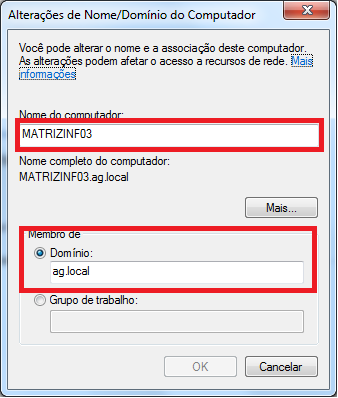 Alterações de Nome/Domínio do Computador
Você pode alterar o nome e a associação deste computador.
As alterações podem afetar o acesso a recursos de rede. Mais
informações
Nome do computador:
MATRIZINF03
Nome completo do computador:
MATRIZINF03.ag.local
Mais...
Membro de
Domínio:
ag.local
Grupo de trabalho:
OK
Cancelar